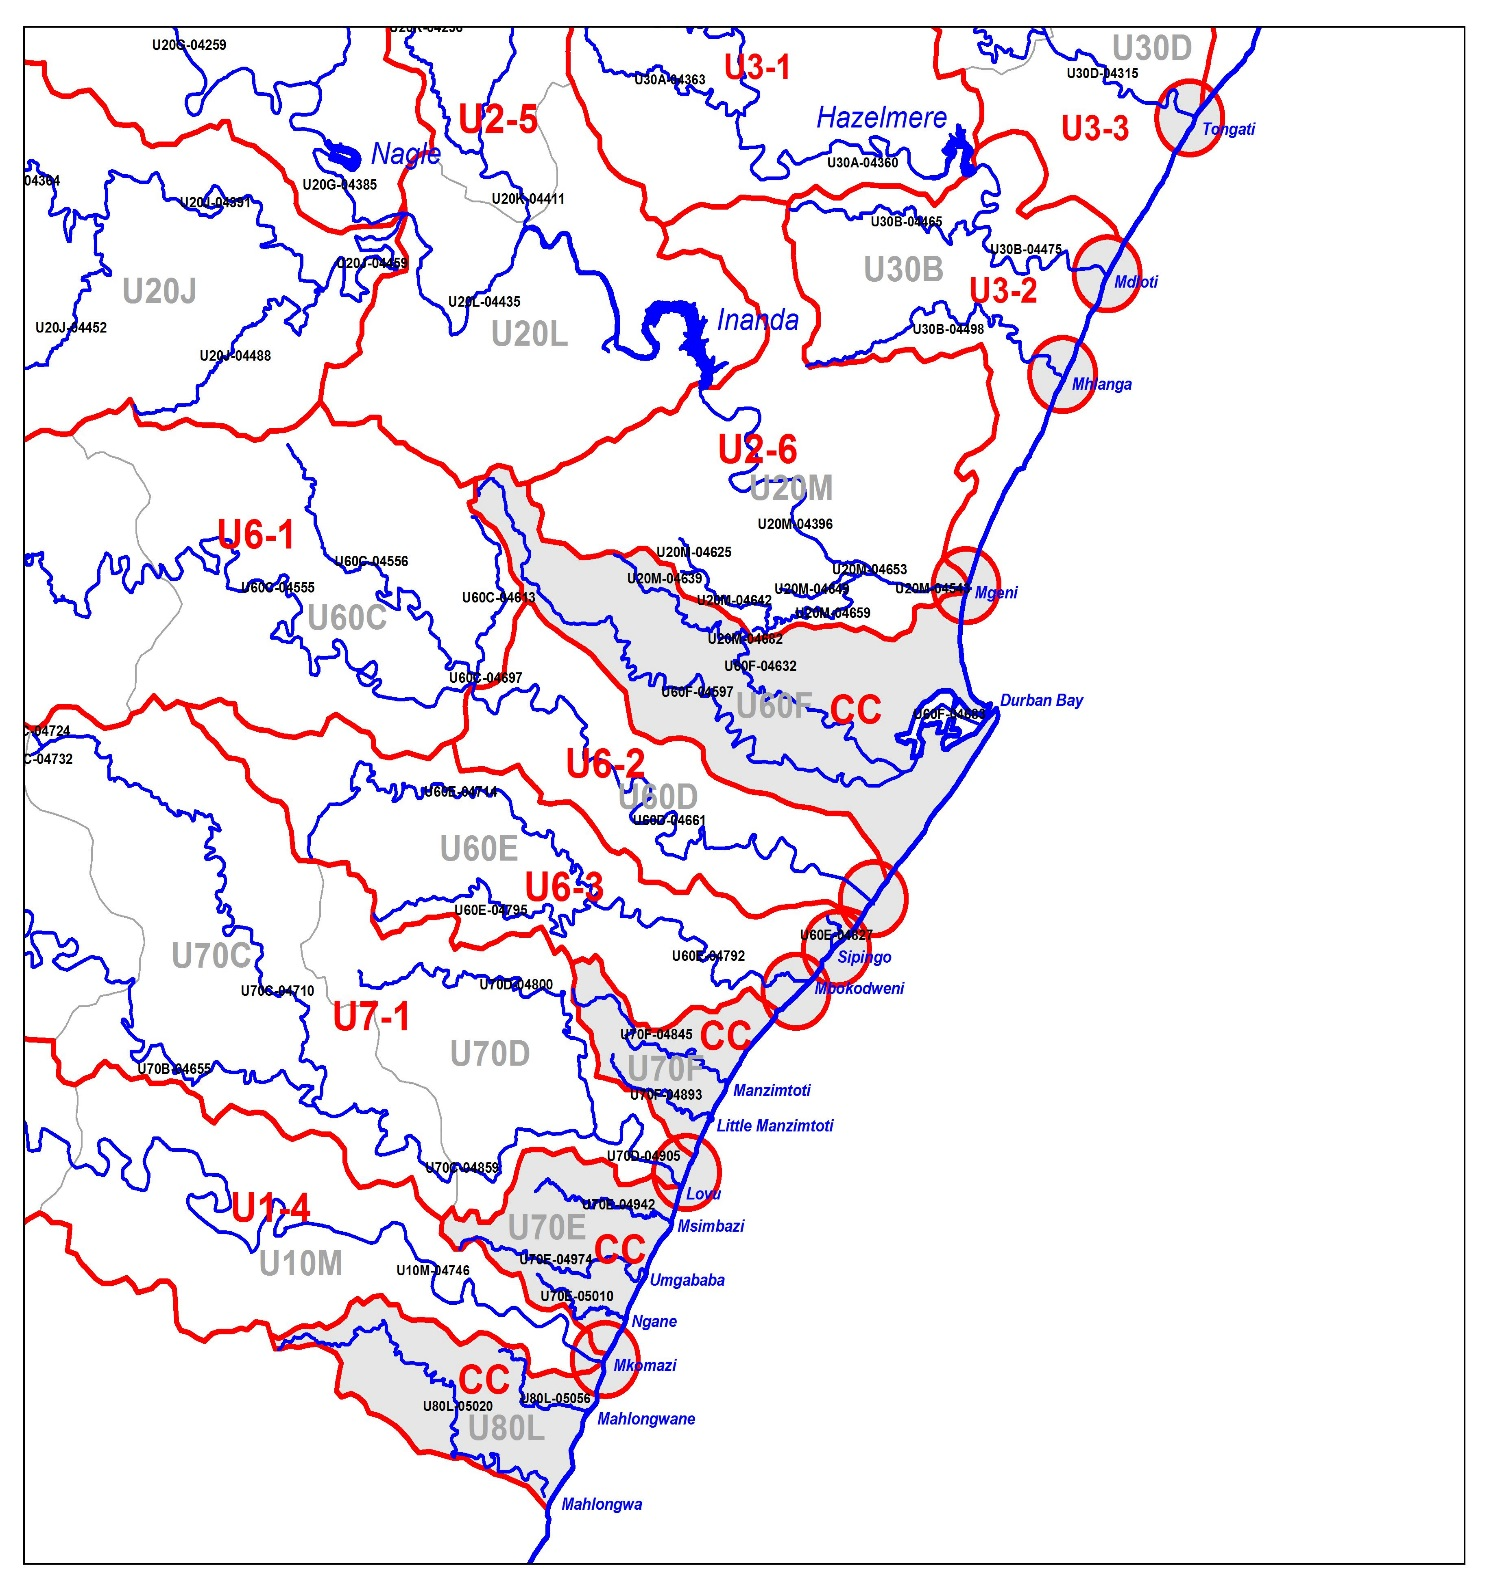 U20G-04259
U30D
U3-1
U30D-04315
U30A-04363
U2-5
Hazelmere
U3-3
Tongati
Nagle
U30A-04360
U20G-04385
U20J-04391
U20K-04411
U30B-04465
U30B-04475
U20J-04459
U30B
Mdloti
U20J
U3-2
U20L-04435
Inanda
U20J-04452
U20L
U30B-04498
U20J-04488
Mhlanga
U2-6
U20M
U20M-04396
U6-1
U20M-04625
U60C-04556
U20M-04653
U20M-04639
U60C-04555
U20M-04649
Mgeni
U60C-04613
U20M-04642
U60C
U20M-04659
U20M-04682
U60F-04632
U60C-04697
U60F-04597
Durban Bay
U60F
CC
C-04724
C-04732
U6-2
U60E-04714
U60D
U60D-04661
U60E
U6-3
U60E-04795
U60E-04827
U70C
U60E-04792
Sipingo
U70D-04800
Mbokodweni
U70C-04710
U7-1
U70F-04845
CC
U70D
U70F
U70B-04655
U70F-04893
Manzimtoti
Little Manzimtoti
U70D-04905
U70C-04859
Lovu
U1-4
U70E-04942
U70E
Msimbazi
CC
U10M
U70E-04974
U10M-04746
Umgababa
U70E-05010
Ngane
Mkomazi
CC
U80L-05056
U80L-05020
U80L
Mahlongwane
Mahlongwa